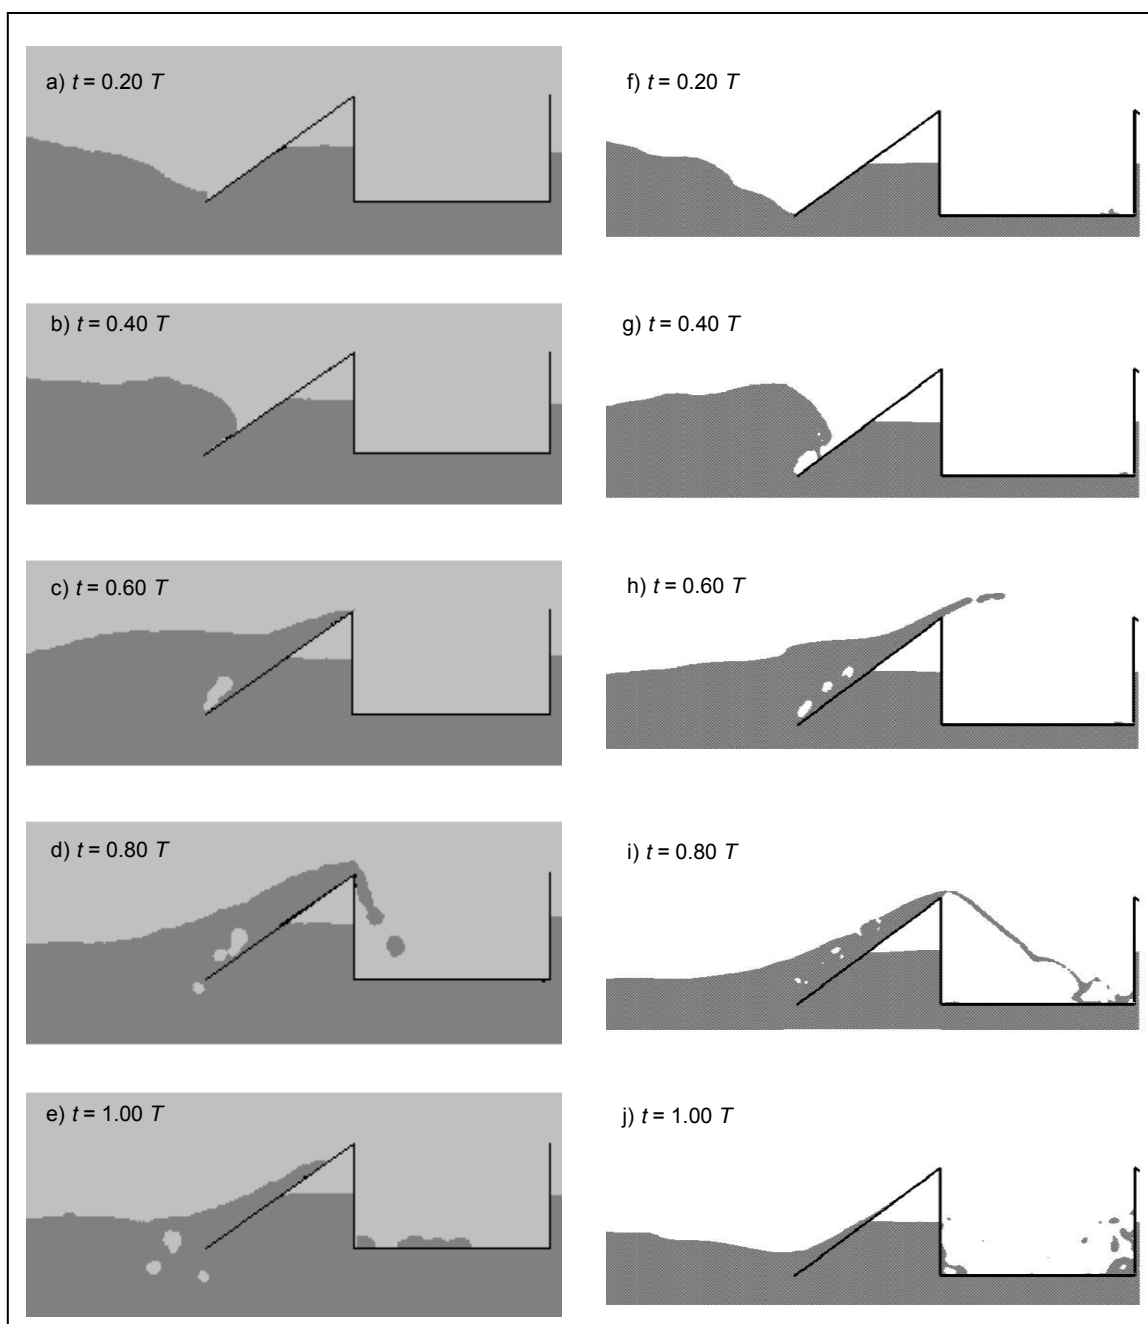 a) t = 0.20 T
f) t = 0.20 T
b) t = 0.40 T
g) t = 0.40 T
c) t = 0.60 T
h) t = 0.60 T
d) t = 0.80 T
i) t = 0.80 T
e) t = 1.00 T
j) t = 1.00 T